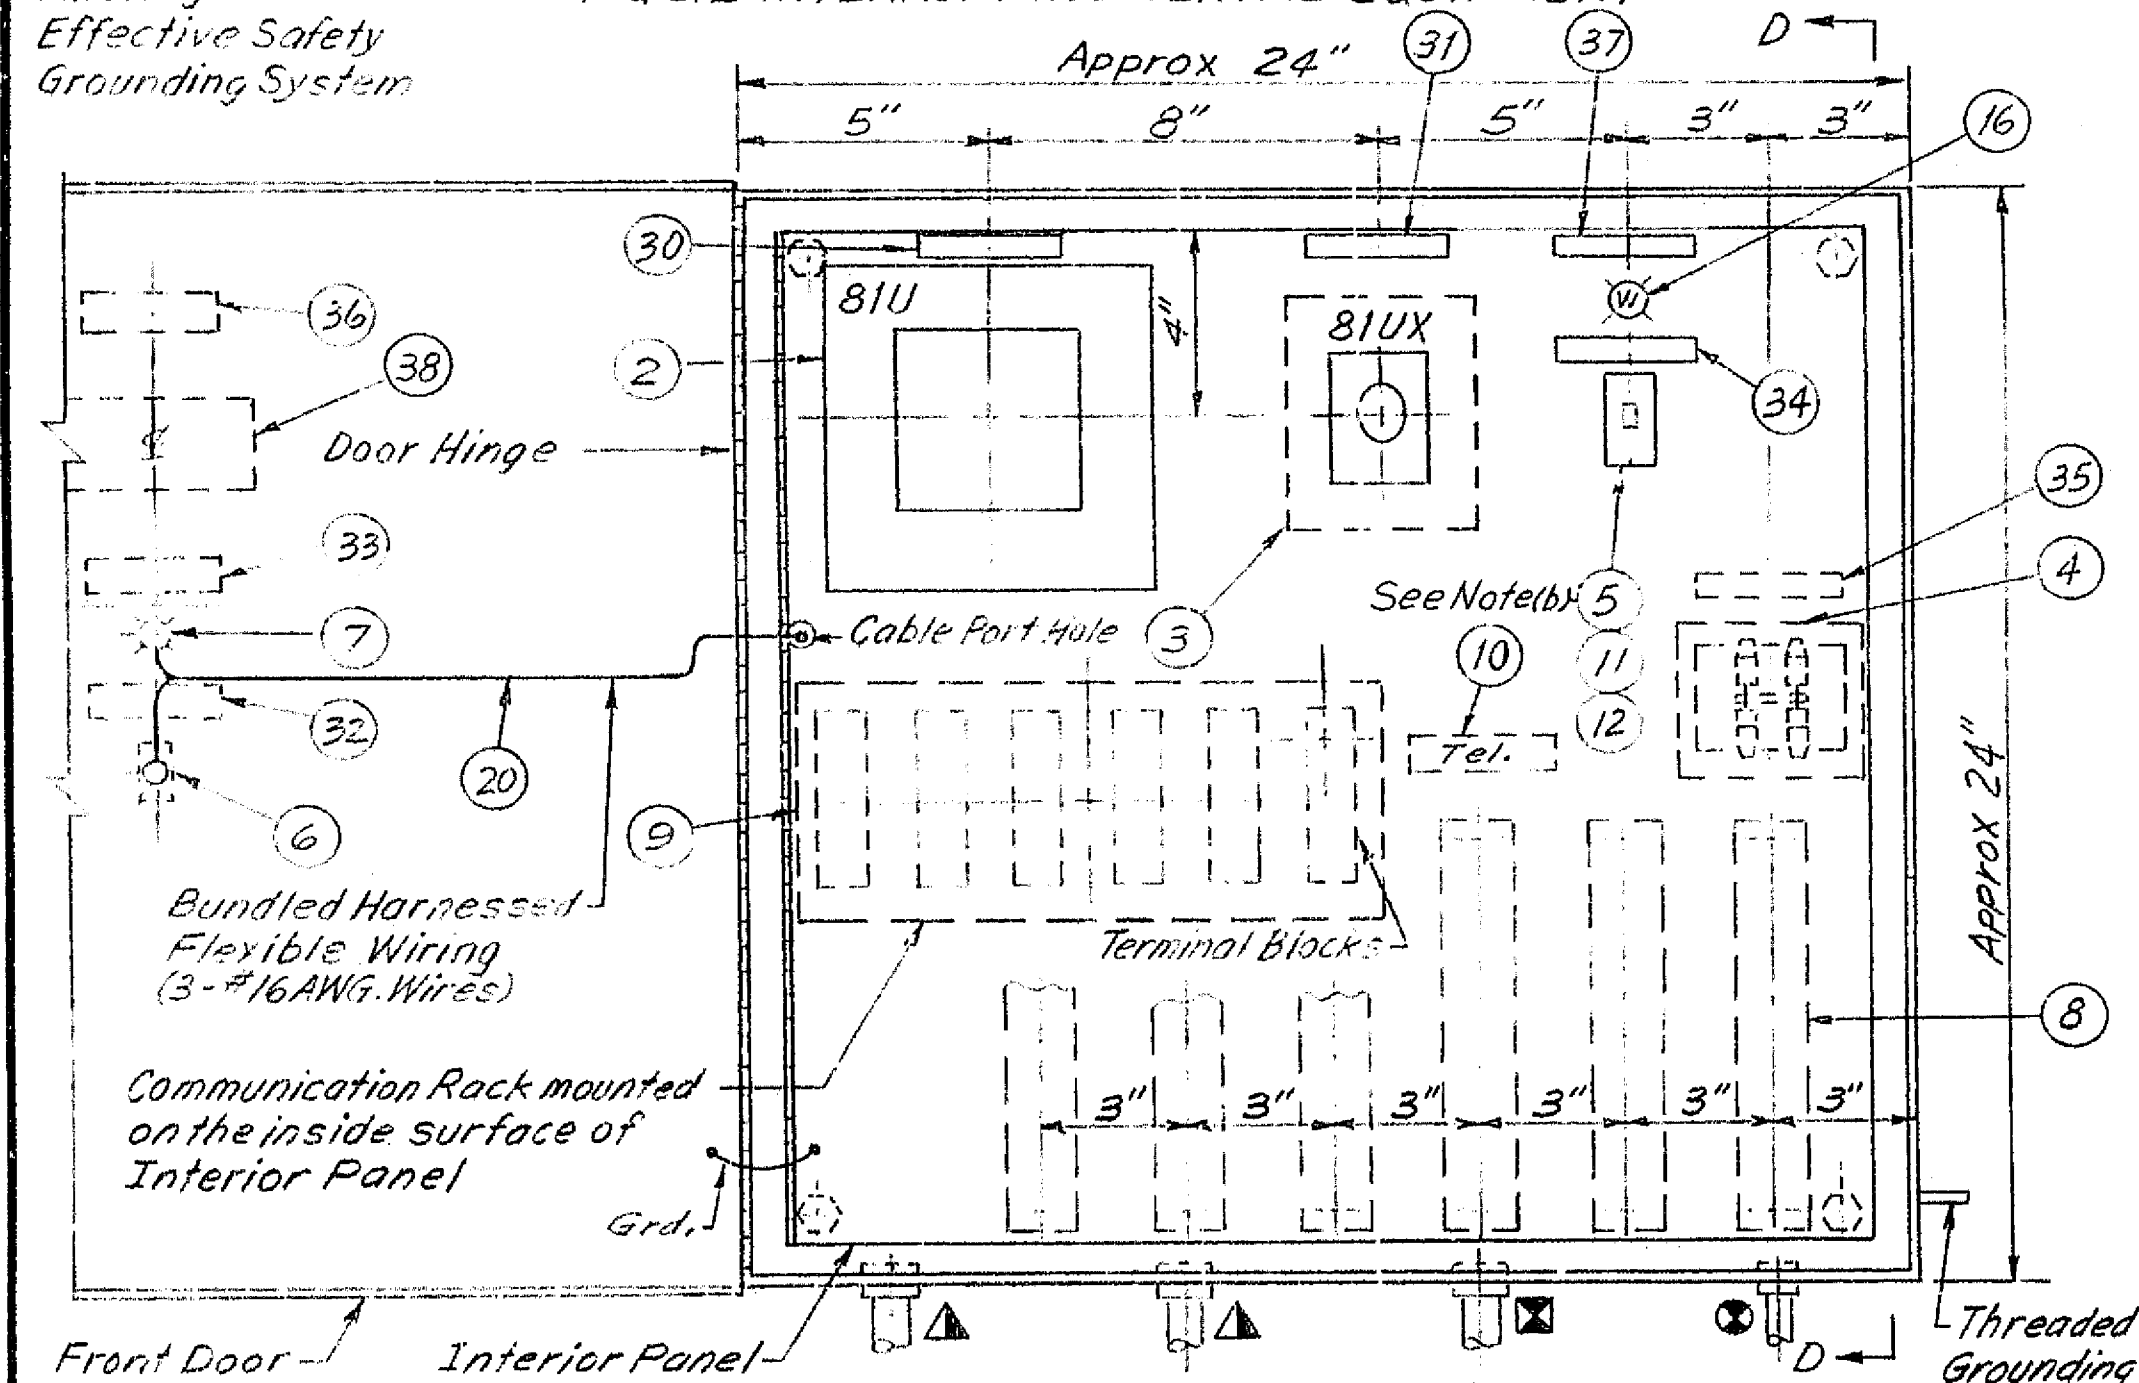 Effective Safety
Grounding System
Approx 24"
31
37
D
5"
8"
5"
3"
3"
16
30
81U
4"
81UX
W
36
38
2
34
Door Hinge
35
33
4
See Note(b)
5
7
Cable Port Hole
3
10
11
32
12
Tel.
20
Approx 24"
6
9
Bundled Harnessed
Flexible Wiring
(3-#16AWG.Wires)
Terminal Blocks
8
Communication Rack mounted
on the inside surface of
Interior Panel
3"
3"
3"
3"
3"
3"
Grd.
Front Door
Interior Panel
D
Threaded
Grounding